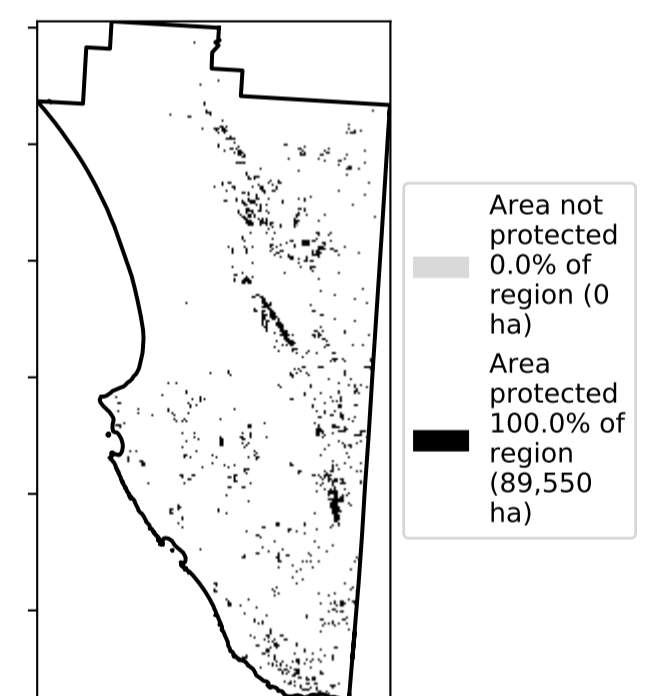 Area not
protected
0.0% of
region (0
ha)
Area
protected
100.0% of
region
(89,550
ha)